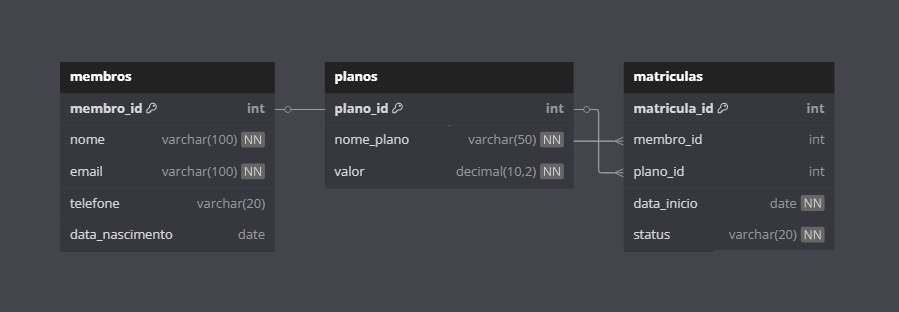 membros
membro_id int
nome varchar(100) NN
email varchar(100) NN
telefone varchar(20)
data_nascimento date
planos
plano_id int
nome_plano varchar(50) NN
valor decimal(10,2) NN
matriculas
matricula_id int
membro_id int
plano_id int
data_inicio date NN
status varchar(20) NN